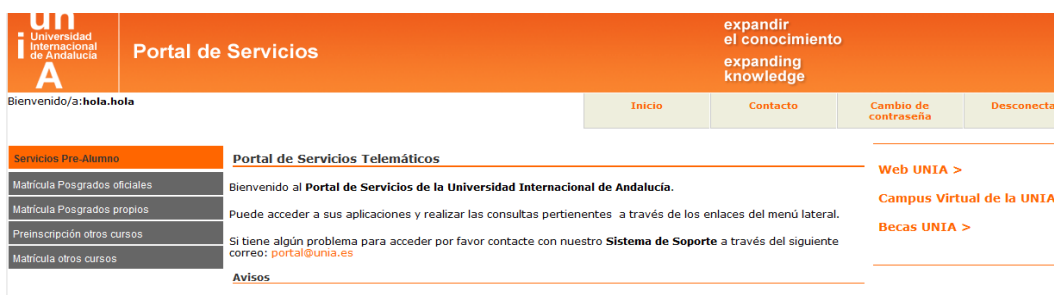 un
i
Universidad
Internacional
de Andalucía
A
Portal de Servicios
expandir
el conocimiento
expanding
knowledge
Bienvenido/a:hola.hola
Inicio
Contacto
Cambio de
contraseña
Desconecta
Servicios Pre-Alumno
Matrícula Posgrados oficiales
Matrícula Posgrados propios
Preinscripción otros cursos
Matrícula otros cursos
Portal de Servicios Telemáticos
Bienvenido al Portal de Servicios de la Universidad Internacional de Andalucía.
Puede acceder a sus aplicaciones y realizar las consultas pertienentes a través de los enlaces del menú lateral.
Si tiene algún problema para acceder por favor contacte con nuestro Sistema de Soporte a través del siguiente
correo: portal@unia.es
Avisos
Web UNIA >
Campus Virtual de la UNIA
Becas UNIA >